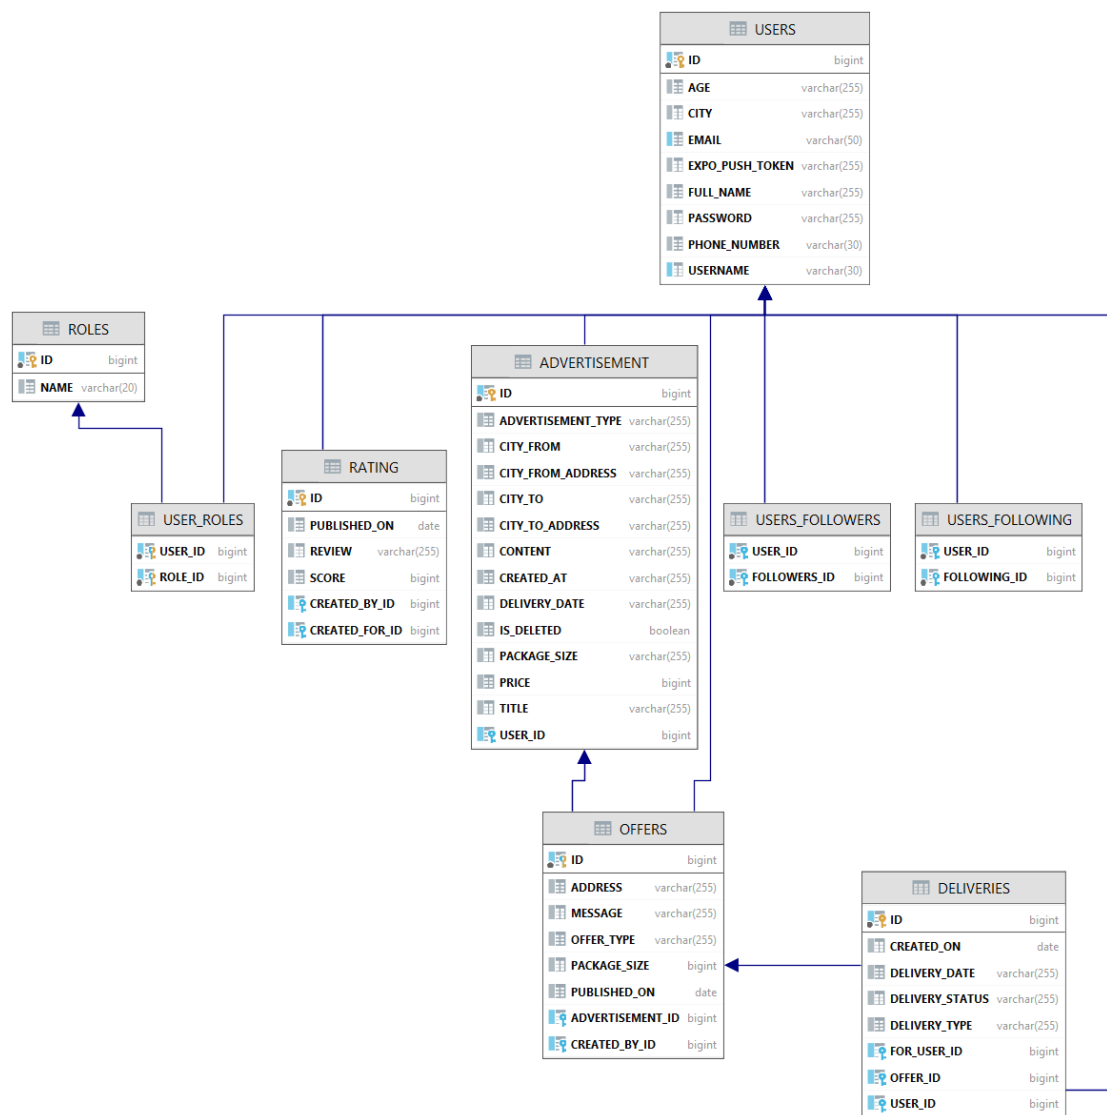 USERS
ID bigint
AGE varchar(255)
CITY varchar(255)
EMAIL varchar(50)
EXPO_PUSH_TOKEN varchar(255)
FULL_NAME varchar(255)
PASSWORD varchar(255)
PHONE_NUMBER varchar(30)
USERNAME varchar(30)
ROLES
ID bigint
NAME varchar(20)
ADVERTISEMENT
ID bigint
ADVERTISEMENT_TYPE varchar(255)
CITY_FROM varchar(255)
CITY_FROM_ADDRESS varchar(255)
CITY_TO varchar(255)
CITY_TO_ADDRESS varchar(255)
CONTENT varchar(255)
CREATED_AT varchar(255)
DELIVERY_DATE varchar(255)
IS_DELETED boolean
PACKAGE_SIZE varchar(255)
PRICE bigint
TITLE varchar(255)
USER_ID bigint
RATING
ID bigint
PUBLISHED_ON date
REVIEW varchar(255)
SCORE bigint
CREATED_BY_ID bigint
CREATED_FOR_ID bigint
USER_ROLES
USER_ID bigint
ROLE_ID bigint
USERS_FOLLOWERS
USER_ID bigint
FOLLOWERS_ID bigint
USERS_FOLLOWING
USER_ID bigint
FOLLOWING_ID bigint
OFFERS
ID bigint
ADDRESS varchar(255)
MESSAGE varchar(255)
OFFER_TYPE varchar(255)
PACKAGE_SIZE bigint
PUBLISHED_ON date
ADVERTISEMENT_ID bigint
CREATED_BY_ID bigint
DELIVERIES
ID bigint
CREATED_ON date
DELIVERY_DATE varchar(255)
DELIVERY_STATUS varchar(255)
DELIVERY_TYPE varchar(255)
FOR_USER_ID bigint
OFFER_ID bigint
USER_ID bigint